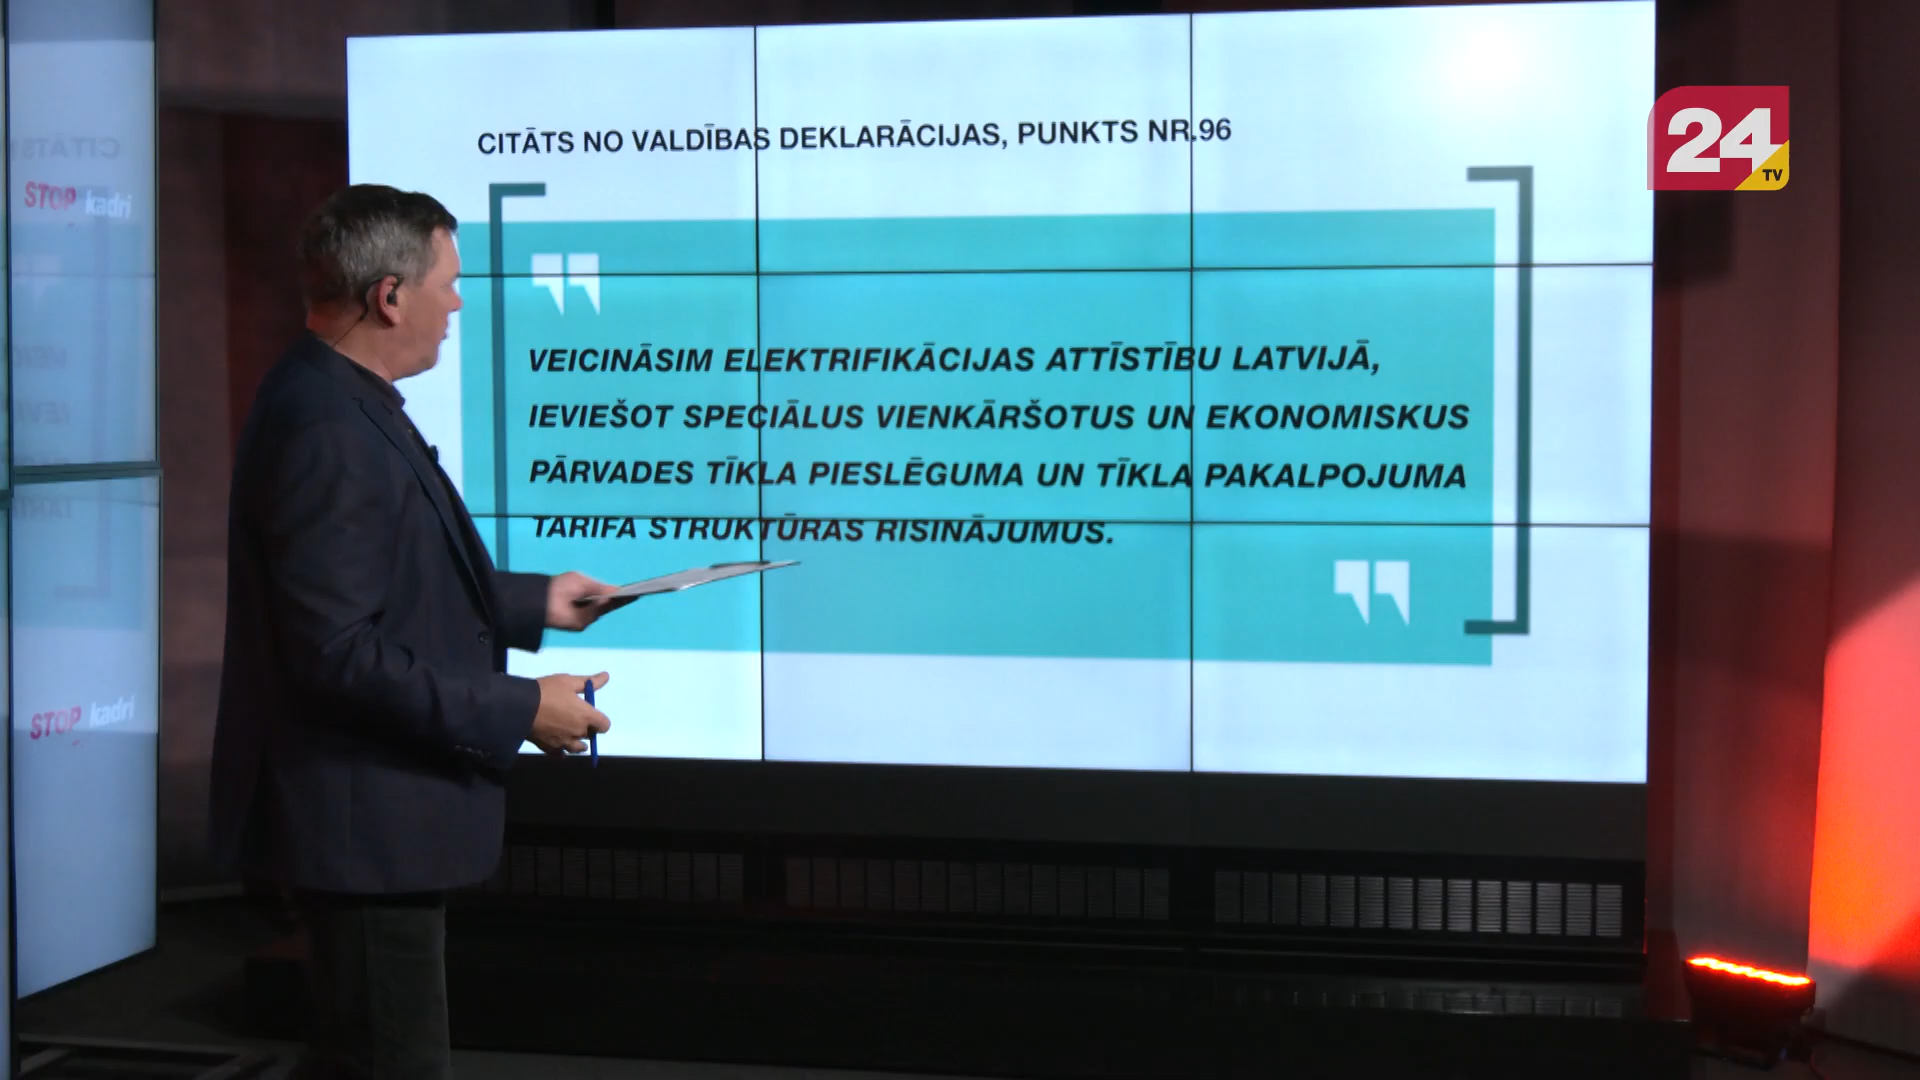 CITĀTS NO VALDĪBAS DEKLARĀCIJAS, PUNKTS NR.96
24
TV
VEICINĀSIM ELEKTRIFIKĀCIJAS ATTĪSTĪBU LATVIJĀ,
IEVIEŠOT SPECIĀLUS VIENKĀRŠOTUS UN EKONOMISKUS
PĀRVADES TĪKLA PIESLĒGUMA UN TĪKLA PAKALPOJUMA
TARIFA STRUKTŪRAS RISINĀJUMUS.
CITĀTS
STOP kadri
STOP kadri